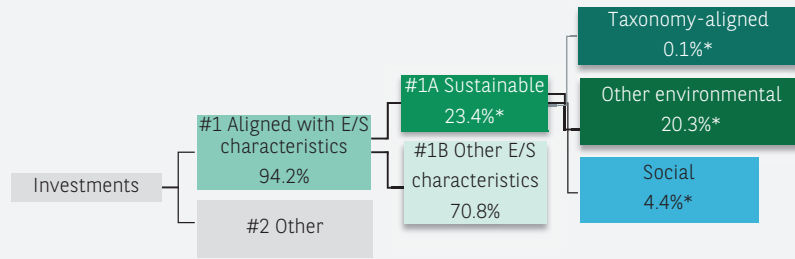 Investments
#1 Aligned with E/S
characteristics
94.2%
#2 Other
#1A Sustainable
23.4%*
#1B Other E/S
characteristics
70.8%
Taxonomy-aligned
0.1%*
Other environmental
20.3%*
Social
4.4%*